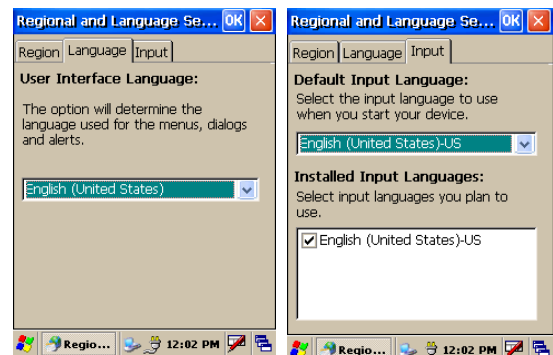 Regional and Language Se... OK
Region Language Input
User Interface Language:
The option will determine the
language used for the menus, dialogs
and alerts.
English (United States)
Regio... 12:02 PM
Regional and Language Se... OK
Region Language Input
Default Input Language:
Select the input language to use
when you start your device.
English (United States)-US
Installed Input Languages:
Select input languages you plan to
use.
English (United States)-US
Regio... 12:02 PM